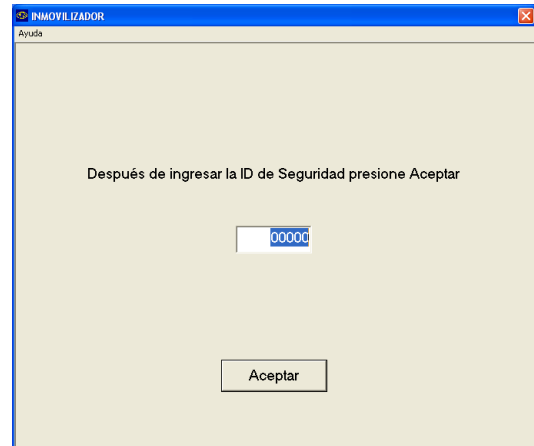 INMOVILIZADOR
Ayuda
Después de ingresar la ID de Seguridad presione Aceptar
00000
Aceptar